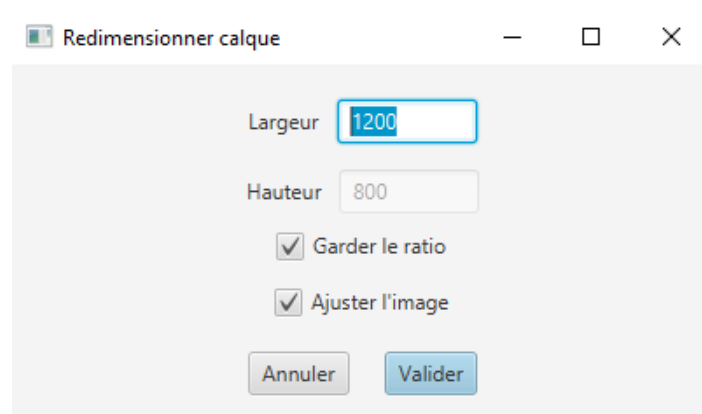 Redimensionner calque
Largeur 1200
Hauteur 800
Garder le ratio
Ajuster l'image
Annuler Valider